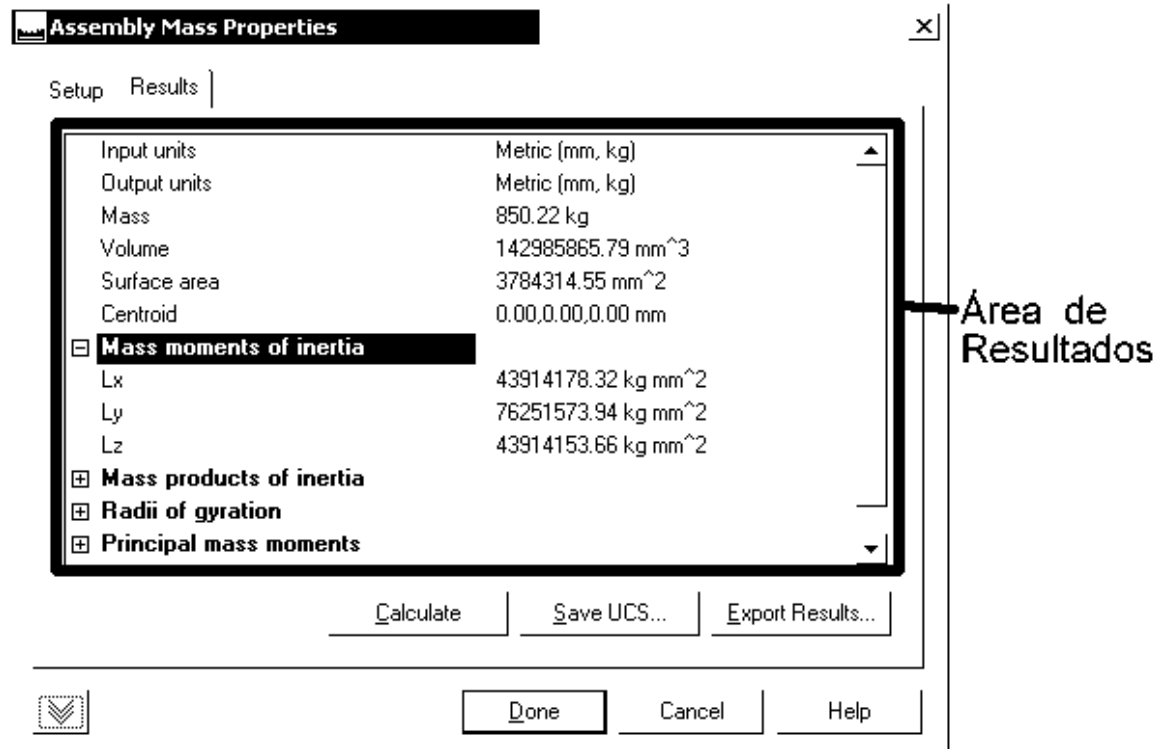 Assembly Mass Properties
Setup Results
Input units Metric (mm, kg)
Output units Metric (mm, kg)
Mass 850.22 kg
Volume 142985865.79 mm^3
Surface area 3784314.55 mm^2
Centroid 0.00,0.00,0.00 mm
Mass moments of inertia
Lx 43914178.32 kg mm^2
Ly 76251573.94 kg mm^2
Lz 43914153.66 kg mm^2
Mass products of inertia
Radii of gyration
Principal mass moments
Área de
Resultados
Calculate Save UCS... Export Results...
Done Cancel Help